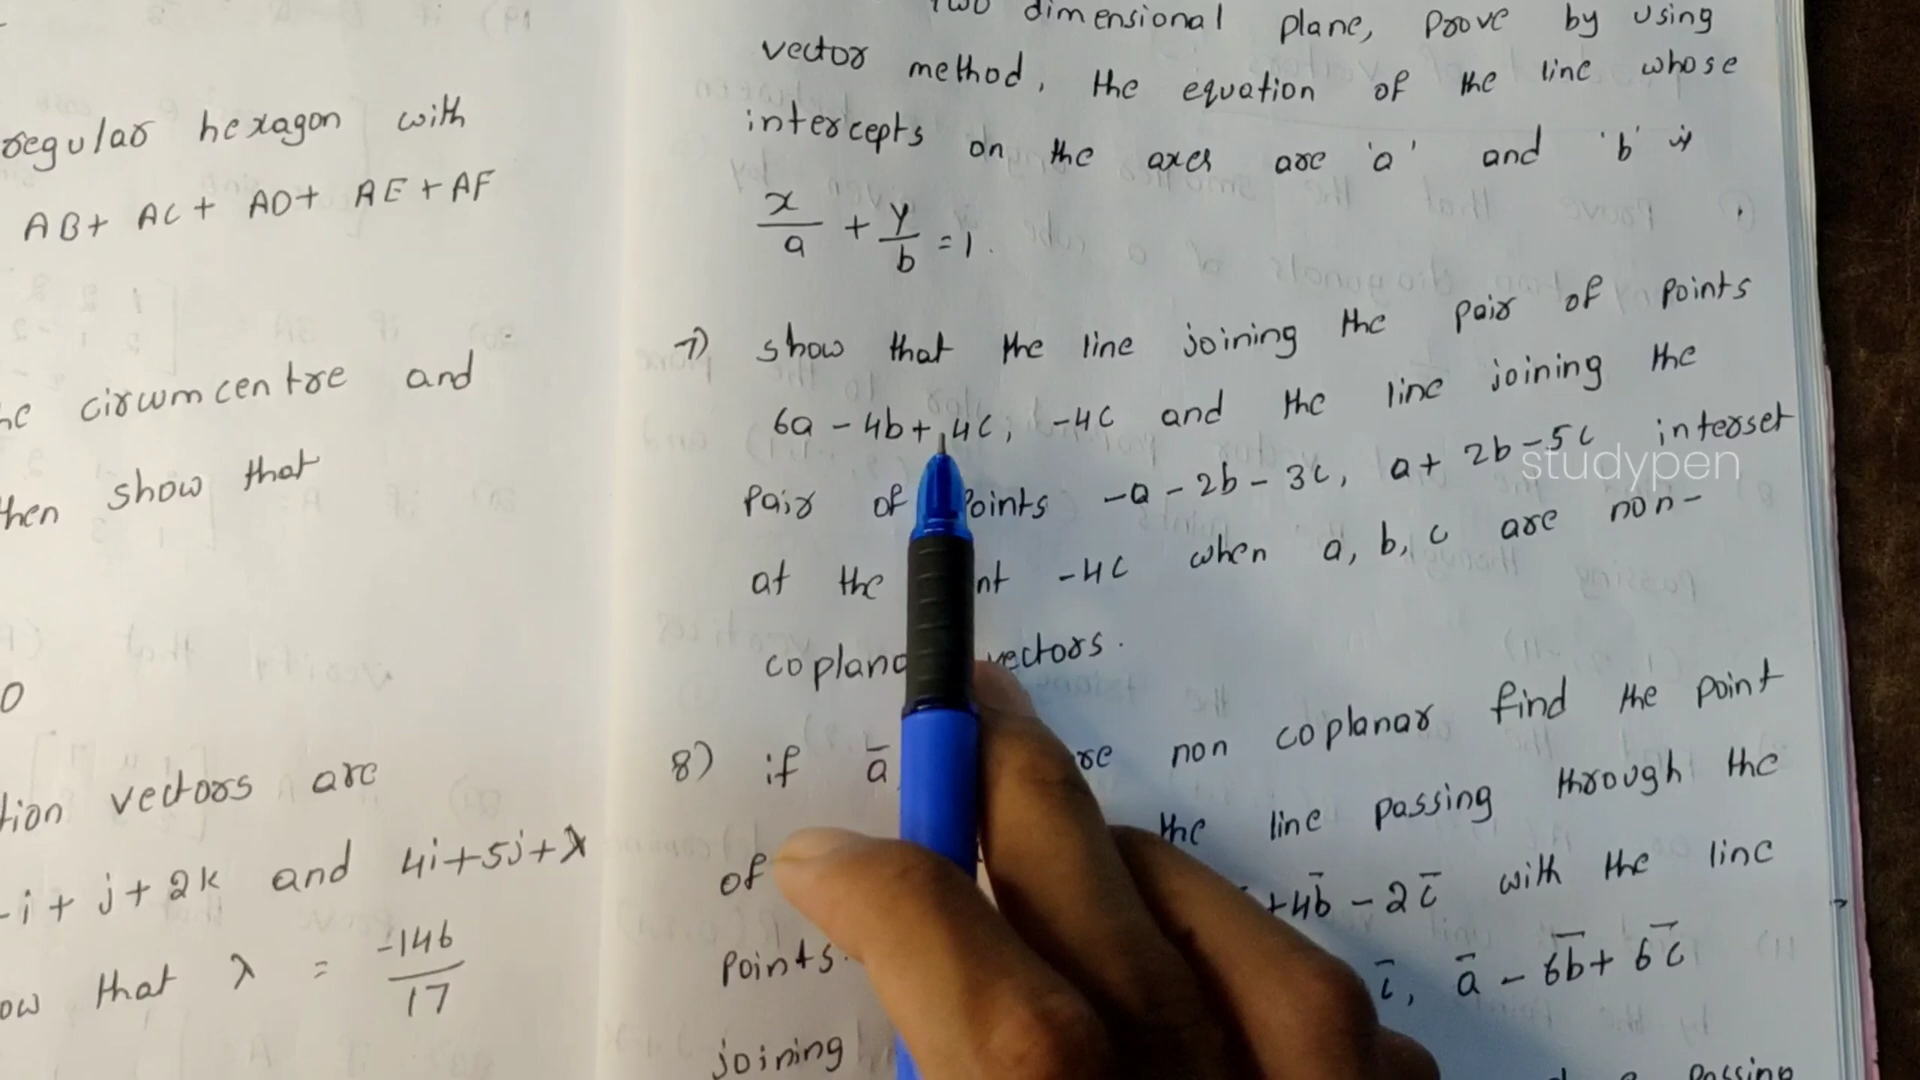 regular hexagon with
AB+ AC+ AD+ AE+AF
circumcentre and
then show that
vectors are
-i+ j+2k and 4i+5j+λ
that λ = -146/17
two dimensional plane, prove by using
vector method, the equation of the line whose
intercepts on the axes are 'a' and 'b' is
x/a + y/b = 1.
7) show that the line joining the pair of points
6a - 4b + 4c, -4c and the line joining the
pair of points -a - 2b - 3c, a + 2b - 5c interset
at the -4c when a, b, c are non-
vectors.
8) if a̅ non coplanar find the point
of the line passing through the
points. +4b̅ - 2c̅ with the line
joining c̅, a̅ - 6b̅ + 6c̅
passing
studypen